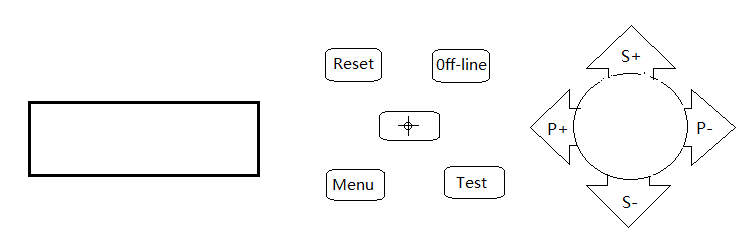 Reset
0ff-line
Menu
Test
S+
P+
P-
S-